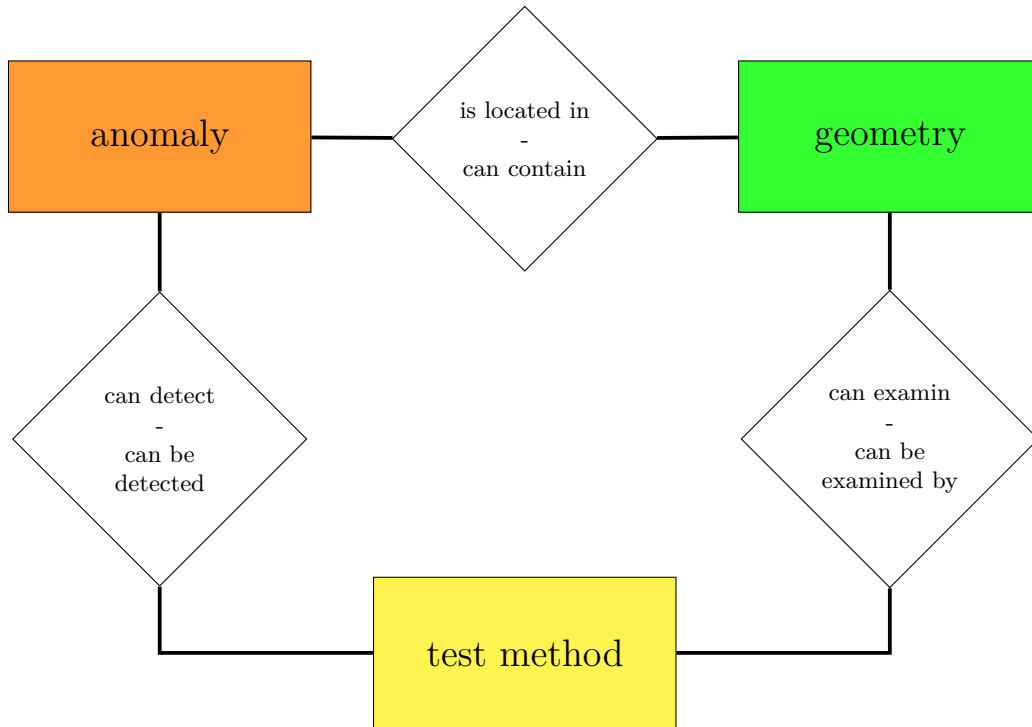 anomaly
is located in
-
can contain
geometry
can detect
-
can be
detected
can examin
-
can be
examined by
test method